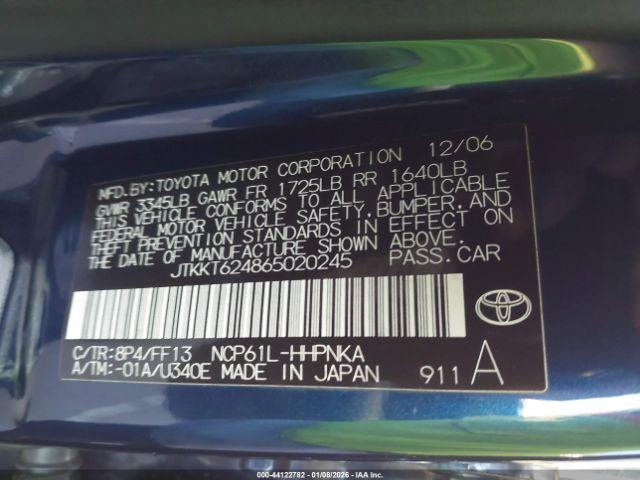 MFD.BY:TOYOTA MOTOR CORPORATION 12/06
GVWR 3345LB GAWR FR 1725LB RR 1640LB
THIS VEHICLE CONFORMS TO ALL APPLICABLE
FEDERAL MOTOR VEHICLE SAFETY,BUMPER,AND
THEFT PREVENTION STANDARDS IN EFFECT ON
THE DATE OF MANUFACTURE SHOWN ABOVE.
JTKKT624865020245 PASS.CAR
C/TR:8P4/FF13 NCP61L-HHPNKA
A/TM:-01A/U340E MADE IN JAPAN 911 A
000-44122782 - 01/08/2026 - IAA Inc.